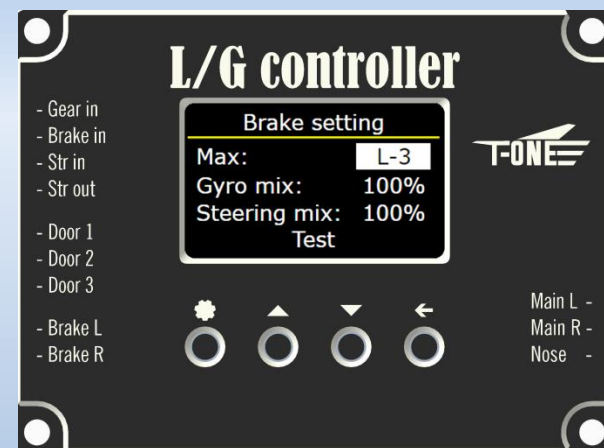 L/G controller
- Gear in
- Brake in
- Str in
- Str out
- Door 1
- Door 2
- Door 3
- Brake L
- Brake R
Brake setting
Max: L-3
Gyro mix: 100%
Steering mix: 100%
Test
T-ONE
Main L -
Main R -
Nose -